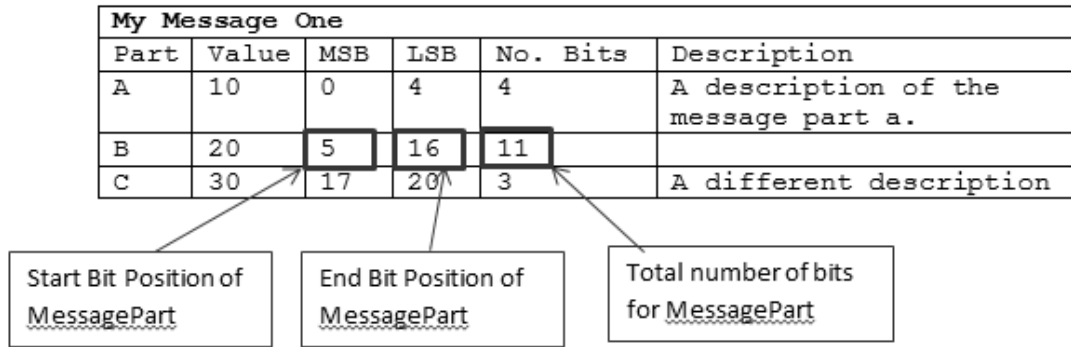 My Message One
Part Value MSB LSB No. Bits Description
A 10 0 4 4 A description of the
message part a.
B 20 5 16 11
C 30 17 20 3 A different description
Start Bit Position of
MessagePart
End Bit Position of
MessagePart
Total number of bits
for MessagePart